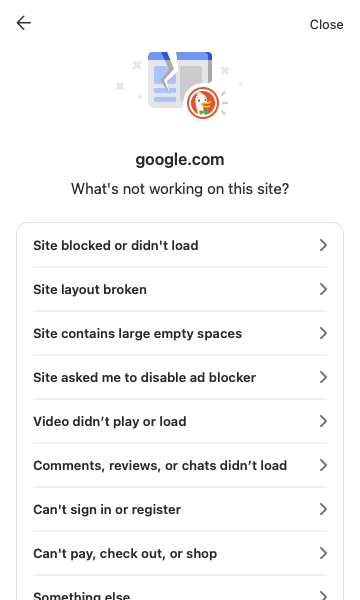 Close
google.com
What's not working on this site?
Site blocked or didn't load
Site layout broken
Site contains large empty spaces
Site asked me to disable ad blocker
Video didn’t play or load
Comments, reviews, or chats didn’t load
Can't sign in or register
Can't pay, check out, or shop
Something else